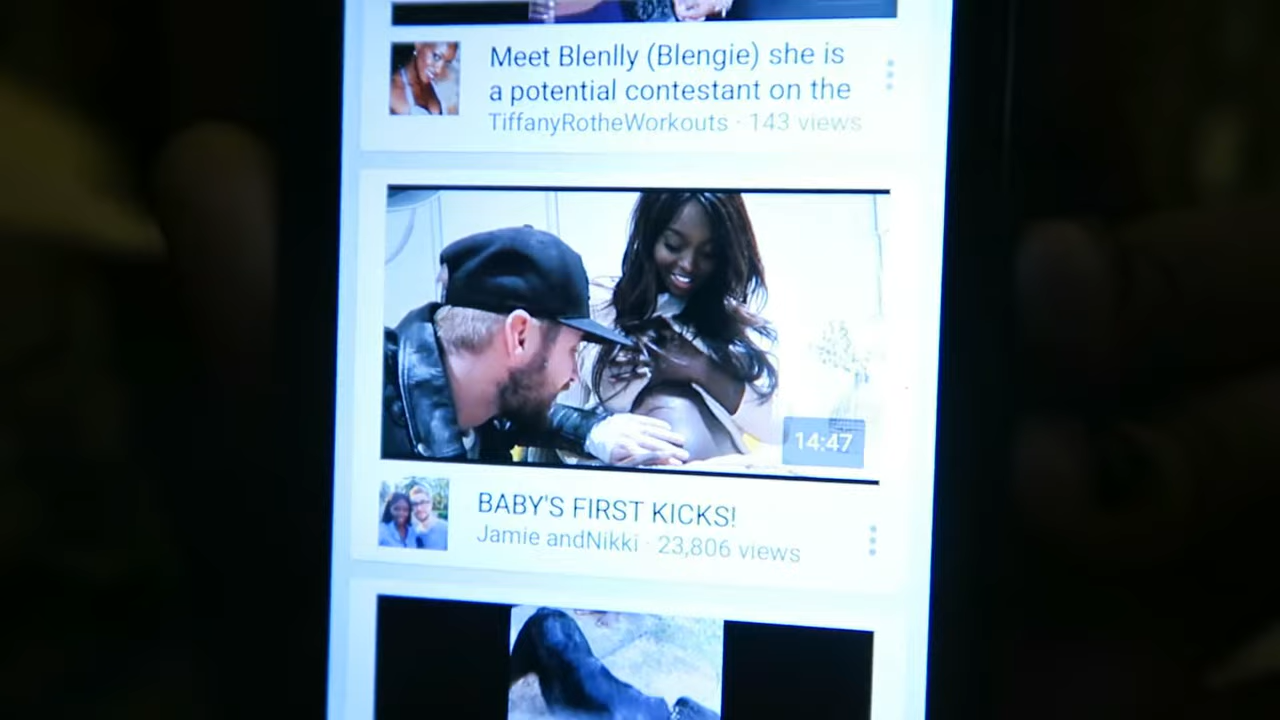 Meet Blenlly (Blengie) she is
a potential contestant on the
TiffanyRotheWorkouts · 143 views
14:47
BABY'S FIRST KICKS!
Jamie andNikki · 23,806 views